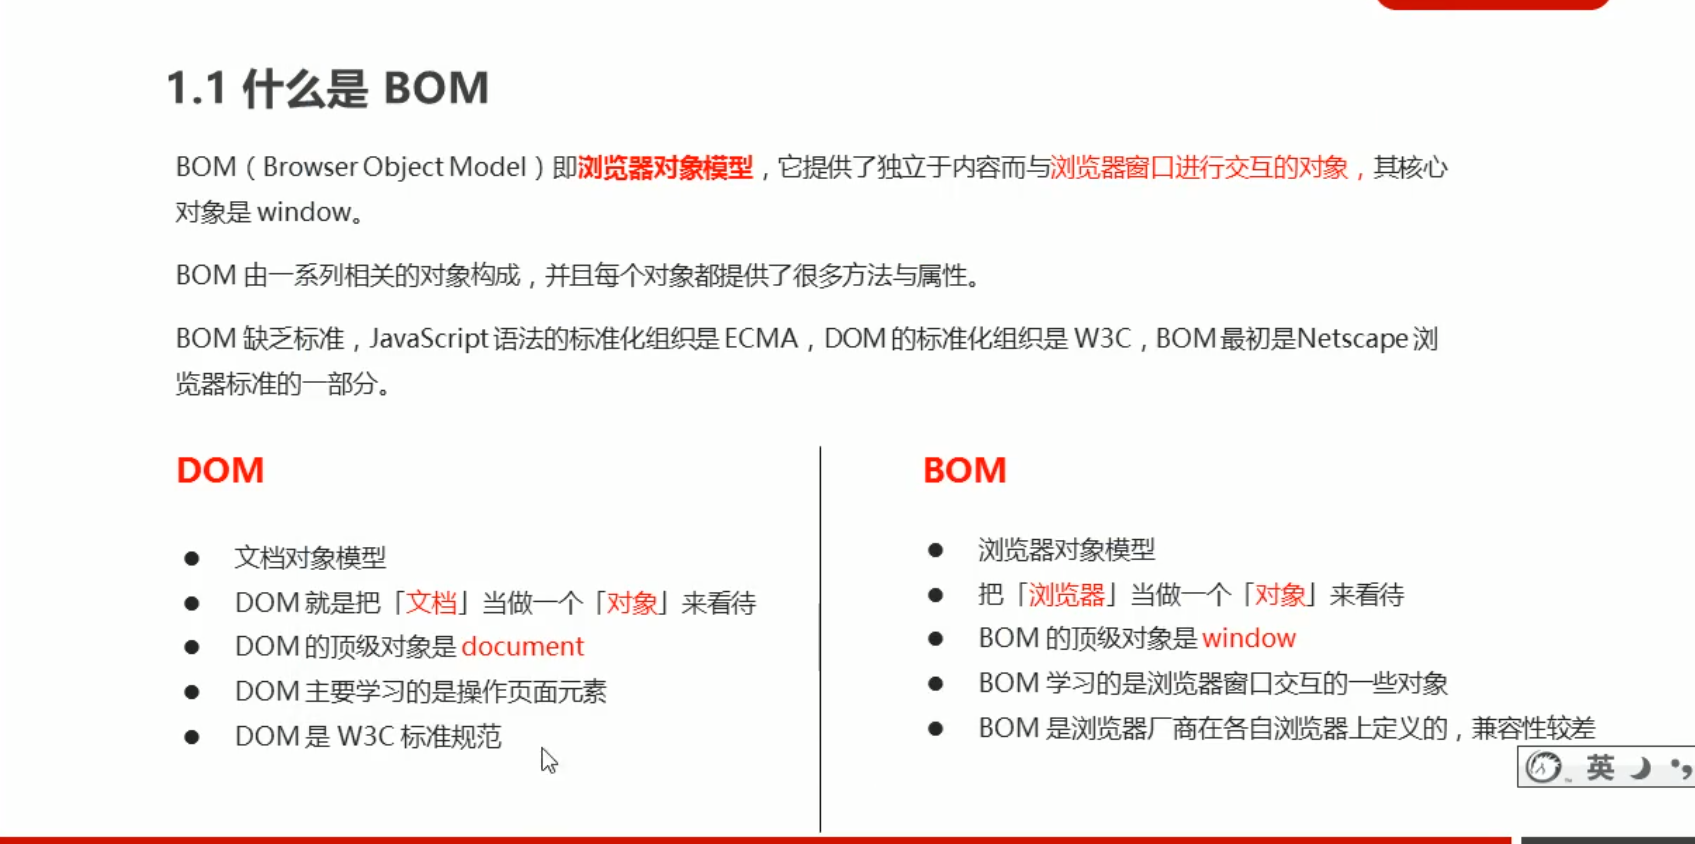 1.1 什么是 BOM
BOM（Browser Object Model）即浏览器对象模型，它提供了独立于内容而与浏览器窗口进行交互的对象，其核心
对象是 window。
BOM 由一系列相关的对象构成，并且每个对象都提供了很多方法与属性。
BOM 缺乏标准，JavaScript 语法的标准化组织是 ECMA，DOM 的标准化组织是 W3C，BOM 最初是Netscape 浏
览器标准的一部分。
DOM
● 文档对象模型
● DOM 就是把「文档」当做一个「对象」来看待
● DOM 的顶级对象是 document
● DOM 主要学习的是操作页面元素
● DOM 是 W3C 标准规范
BOM
● 浏览器对象模型
● 把「浏览器」当做一个「对象」来看待
● BOM 的顶级对象是 window
● BOM 学习的是浏览器窗口交互的一些对象
● BOM 是浏览器厂商在各自浏览器上定义的，兼容性较差
英